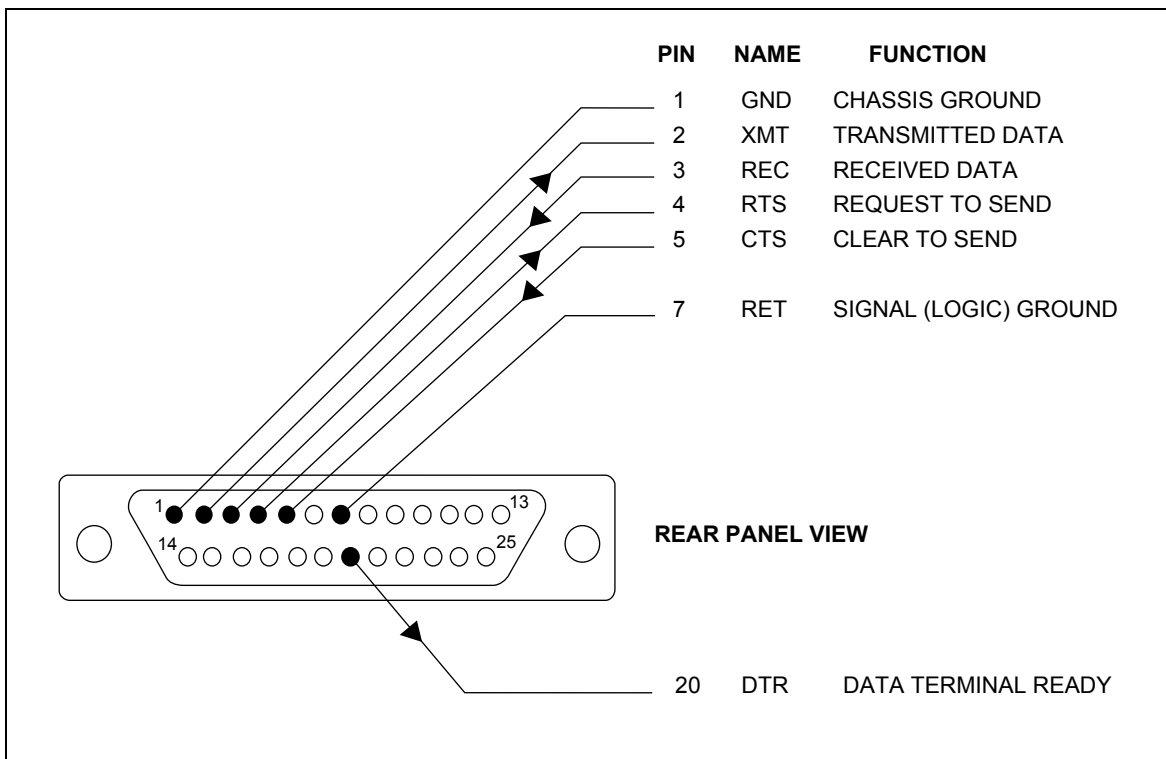 PIN NAME FUNCTION
1 GND CHASSIS GROUND
2 XMT TRANSMITTED DATA
3 REC RECEIVED DATA
4 RTS REQUEST TO SEND
5 CTS CLEAR TO SEND
7 RET SIGNAL (LOGIC) GROUND
1 13
14 25
REAR PANEL VIEW
20 DTR DATA TERMINAL READY